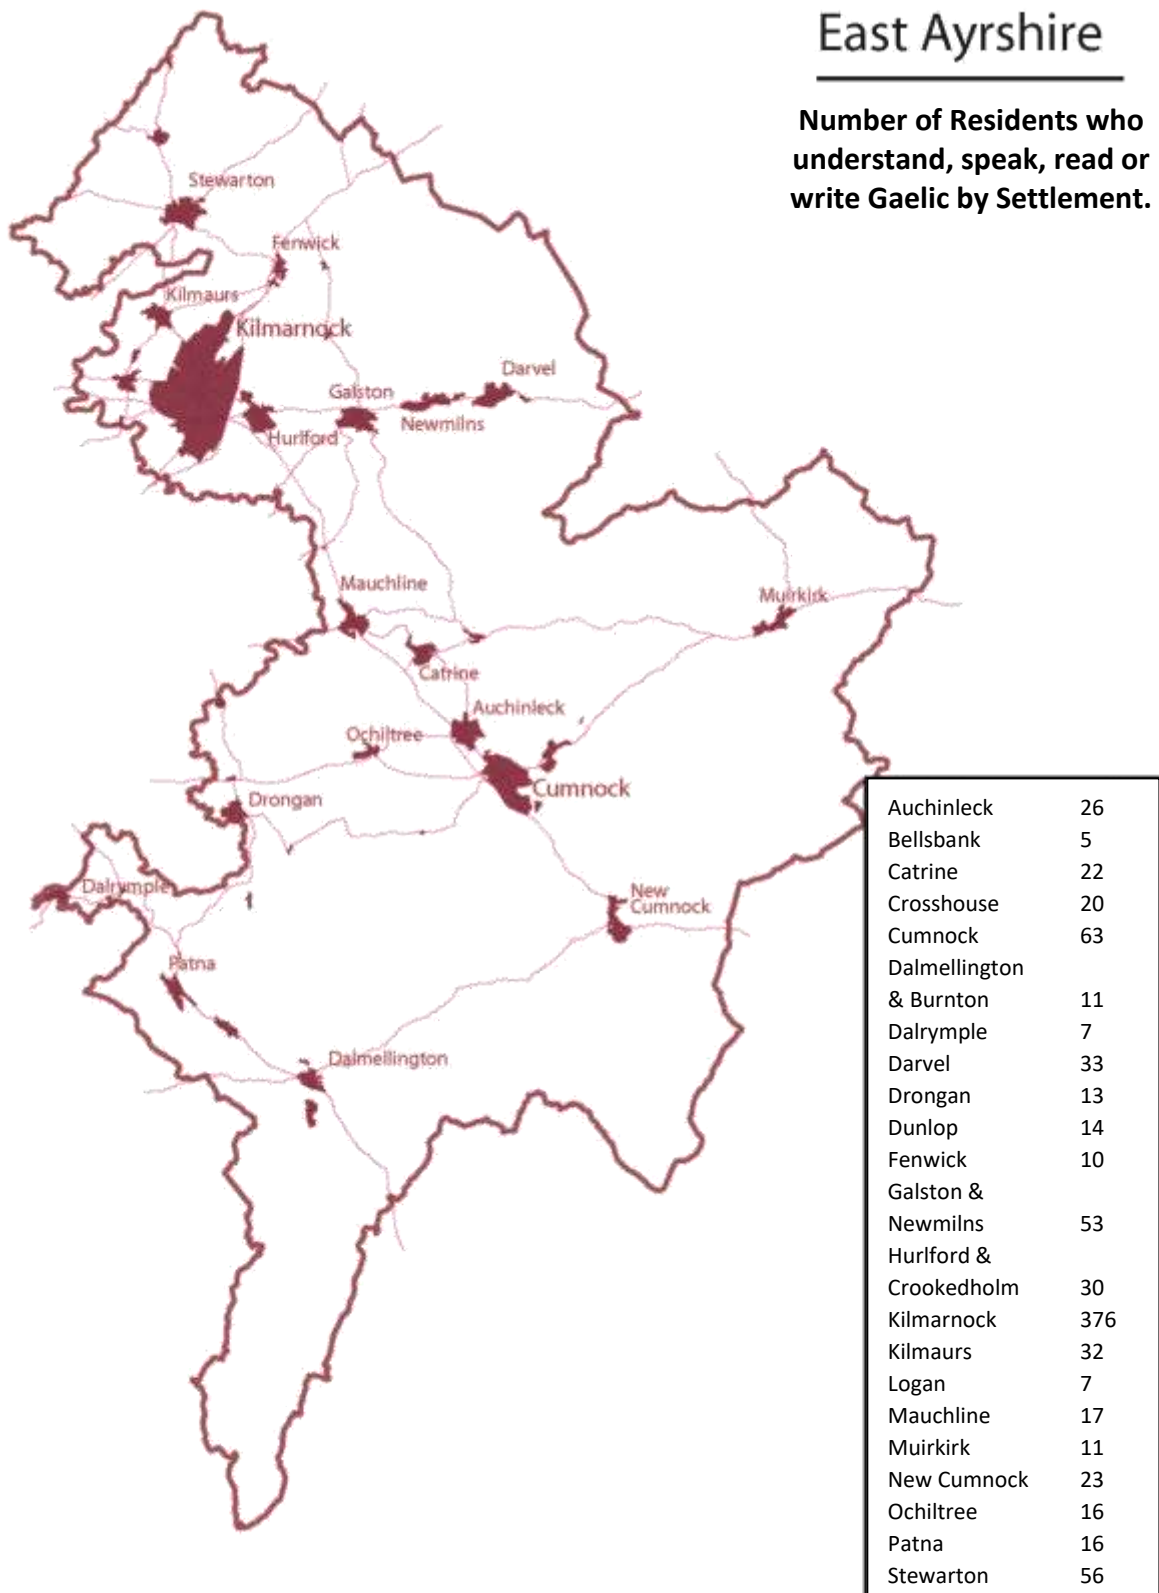 East Ayrshire
Number of Residents who
understand, speak, read or
write Gaelic by Settlement.
Stewarton
Fenwick
Kilmaurs
Kilmarnock
Darvel
Galston
Newmilns
Hurlford
Mauchline
Muirkirk
Catrine
Auchinleck
Ochiltree
Cumnock
Drongan
Dalrymple
1
New
Cumnock
Patna
Dalmellington
Auchinleck 26
Bellsbank 5
Catrine 22
Crosshouse 20
Cumnock 63
Dalmellington
& Burnton 11
Dalrymple 7
Darvel 33
Drongan 13
Dunlop 14
Fenwick 10
Galston &
Newmilns 53
Hurlford &
Crookedholm 30
Kilmarnock 376
Kilmaurs 32
Logan 7
Mauchline 17
Muirkirk 11
New Cumnock 23
Ochiltree 16
Patna 16
Stewarton 56